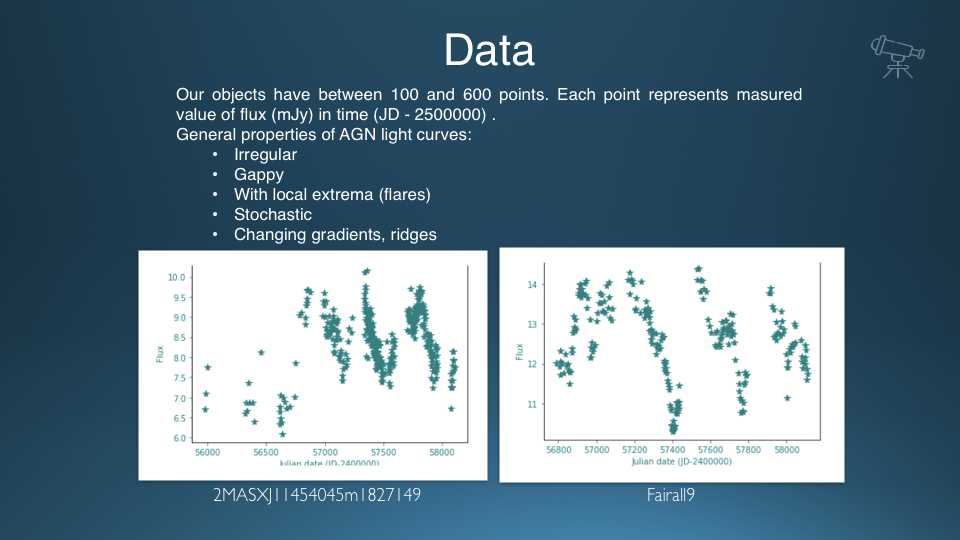 Data
Our objects have between 100 and 600 points. Each point represents masured
value of flux (mJy) in time (JD - 2500000) .
General properties of AGN light curves:
• Irregular
• Gappy
• With local extrema (flares)
• Stochastic
• Changing gradients, ridges
10.0
9.5
9.0
8.5
8.0
7.5
7.0
6.5
6.0
Flux
56000 56500 57000 57500 58000
Julian date (JD-2400000)
14
13
12
11
Flux
56800 57000 57200 57400 57600 57800 58000
Julian date (JD-2400000)
2MASXJ11454045m1827149
Fairall9